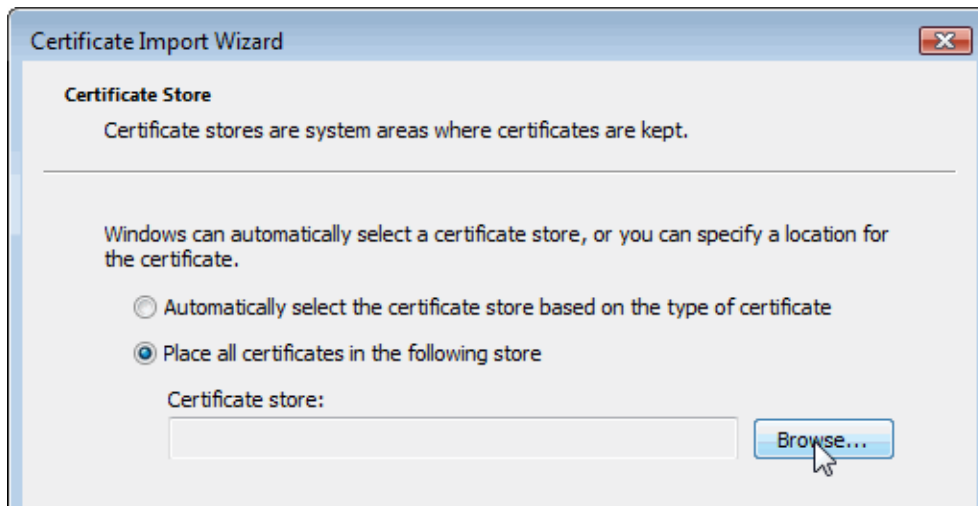 Certificate Import Wizard
Certificate Store
Certificate stores are system areas where certificates are kept.
Windows can automatically select a certificate store, or you can specify a location for
the certificate.
Automatically select the certificate store based on the type of certificate
Place all certificates in the following store
Certificate store:
Browse...